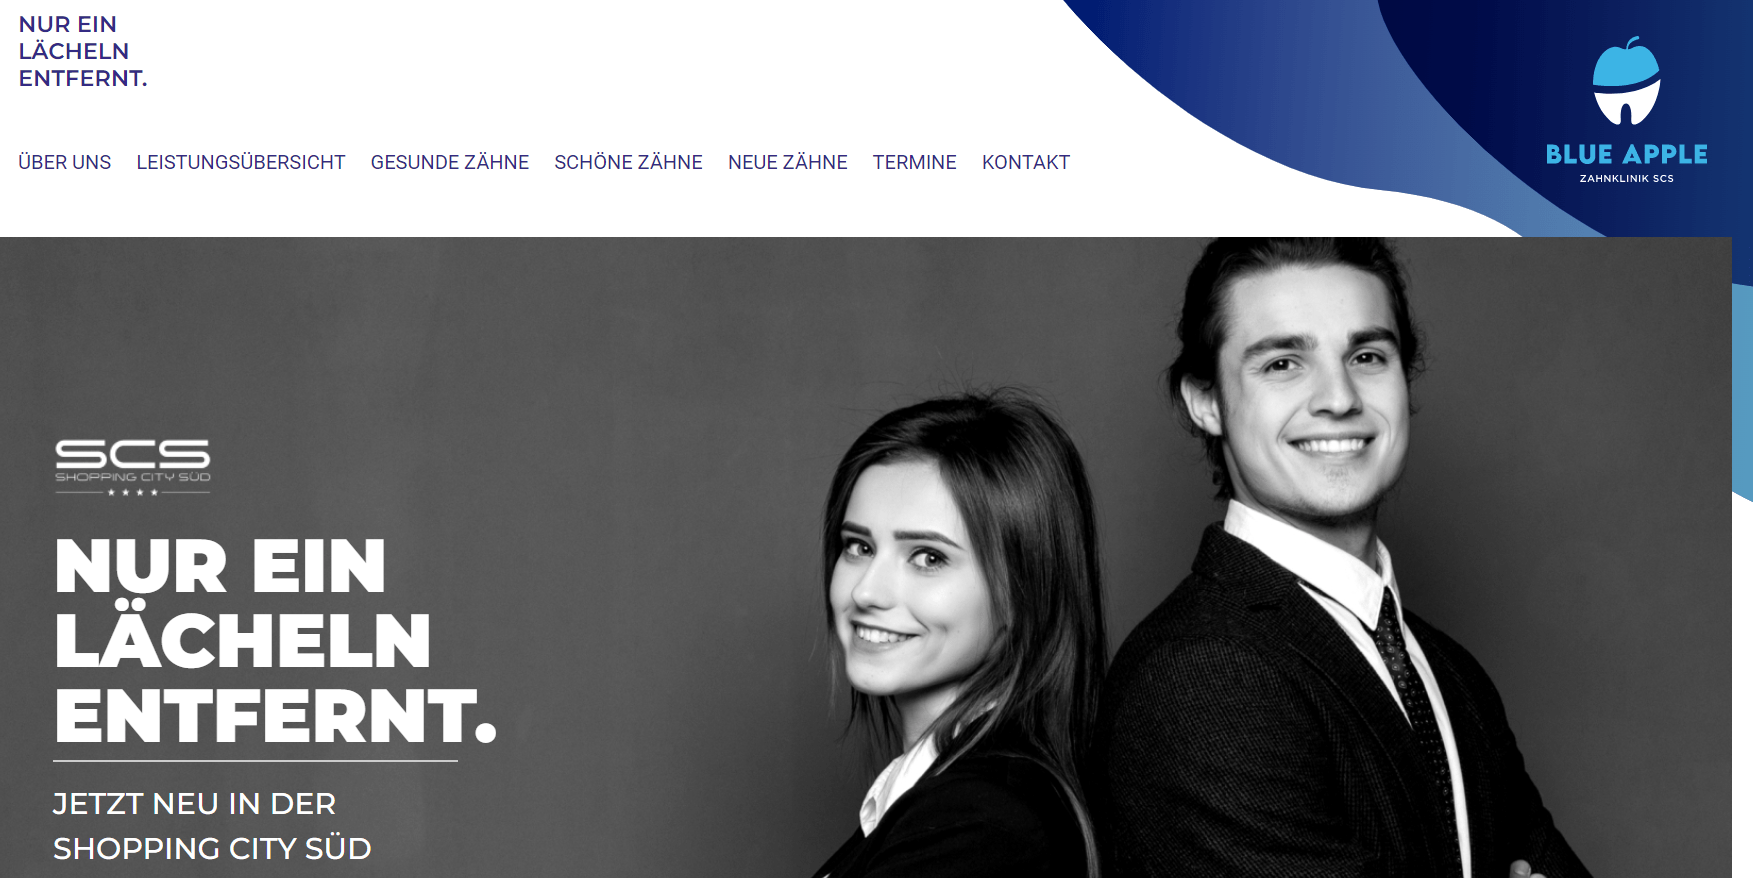 NUR EIN
LÄCHELN
ENTFERNT.
BLUE APPLE
ZAHNKLINIK SCS
ÜBER UNS LEISTUNGSÜBERSICHT GESUNDE ZÄHNE SCHÖNE ZÄHNE NEUE ZÄHNE TERMINE KONTAKT
SCS
SHOPPING CITY SÜD
NUR EIN
LÄCHELN
ENTFERNT.
JETZT NEU IN DER
SHOPPING CITY SÜD